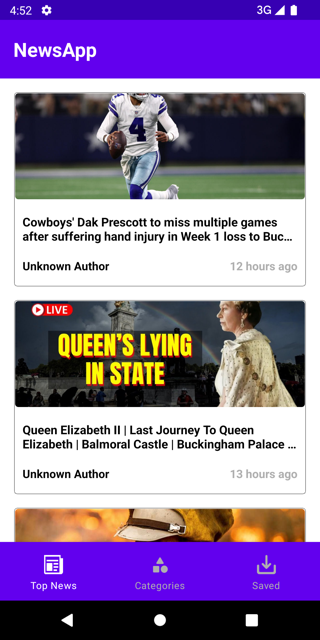 4:52
3G
NewsApp
4
Cowboys' Dak Prescott to miss multiple games
after suffering hand injury in Week 1 loss to Buc...
Unknown Author
12 hours ago
LIVE
QUEEN'S LYING
IN STATE
Queen Elizabeth II | Last Journey To Queen
Elizabeth | Balmoral Castle | Buckingham Palace ...
Unknown Author
13 hours ago
Top News
Categories
Saved